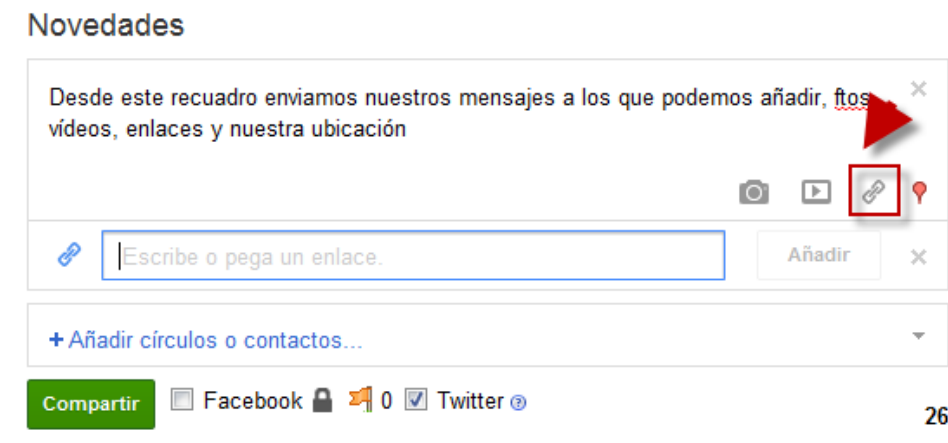 Novedades
Desde este recuadro enviamos nuestros mensajes a los que podemos añadir, ftos
vídeos, enlaces y nuestra ubicación
Escribe o pega un enlace.
Añadir
+ Añadir círculos o contactos...
Compartir
Facebook
0
Twitter
26